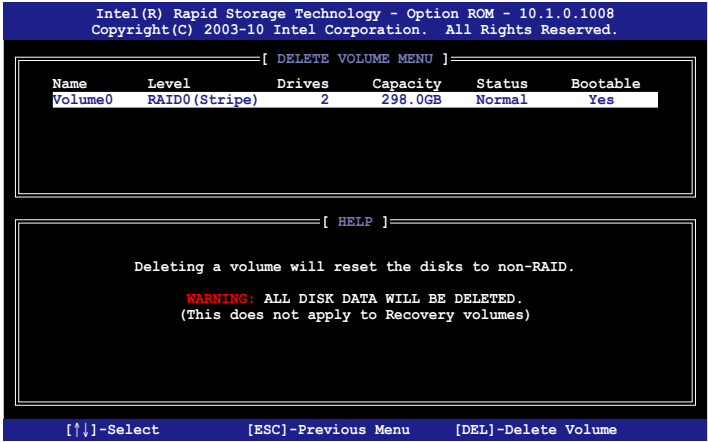 Intel(R) Rapid Storage Technology - Option ROM - 10.1.0.1008
Copyright(C) 2003-10 Intel Corporation. All Rights Reserved.
[ DELETE VOLUME MENU ]
Name Level Drives Capacity Status Bootable
Volume0 RAID0(Stripe) 2 298.0GB Normal Yes
[ HELP ]
Deleting a volume will reset the disks to non-RAID.
WARNING: ALL DISK DATA WILL BE DELETED.
(This does not apply to Recovery volumes)
[↑↓]-Select [ESC]-Previous Menu [DEL]-Delete Volume